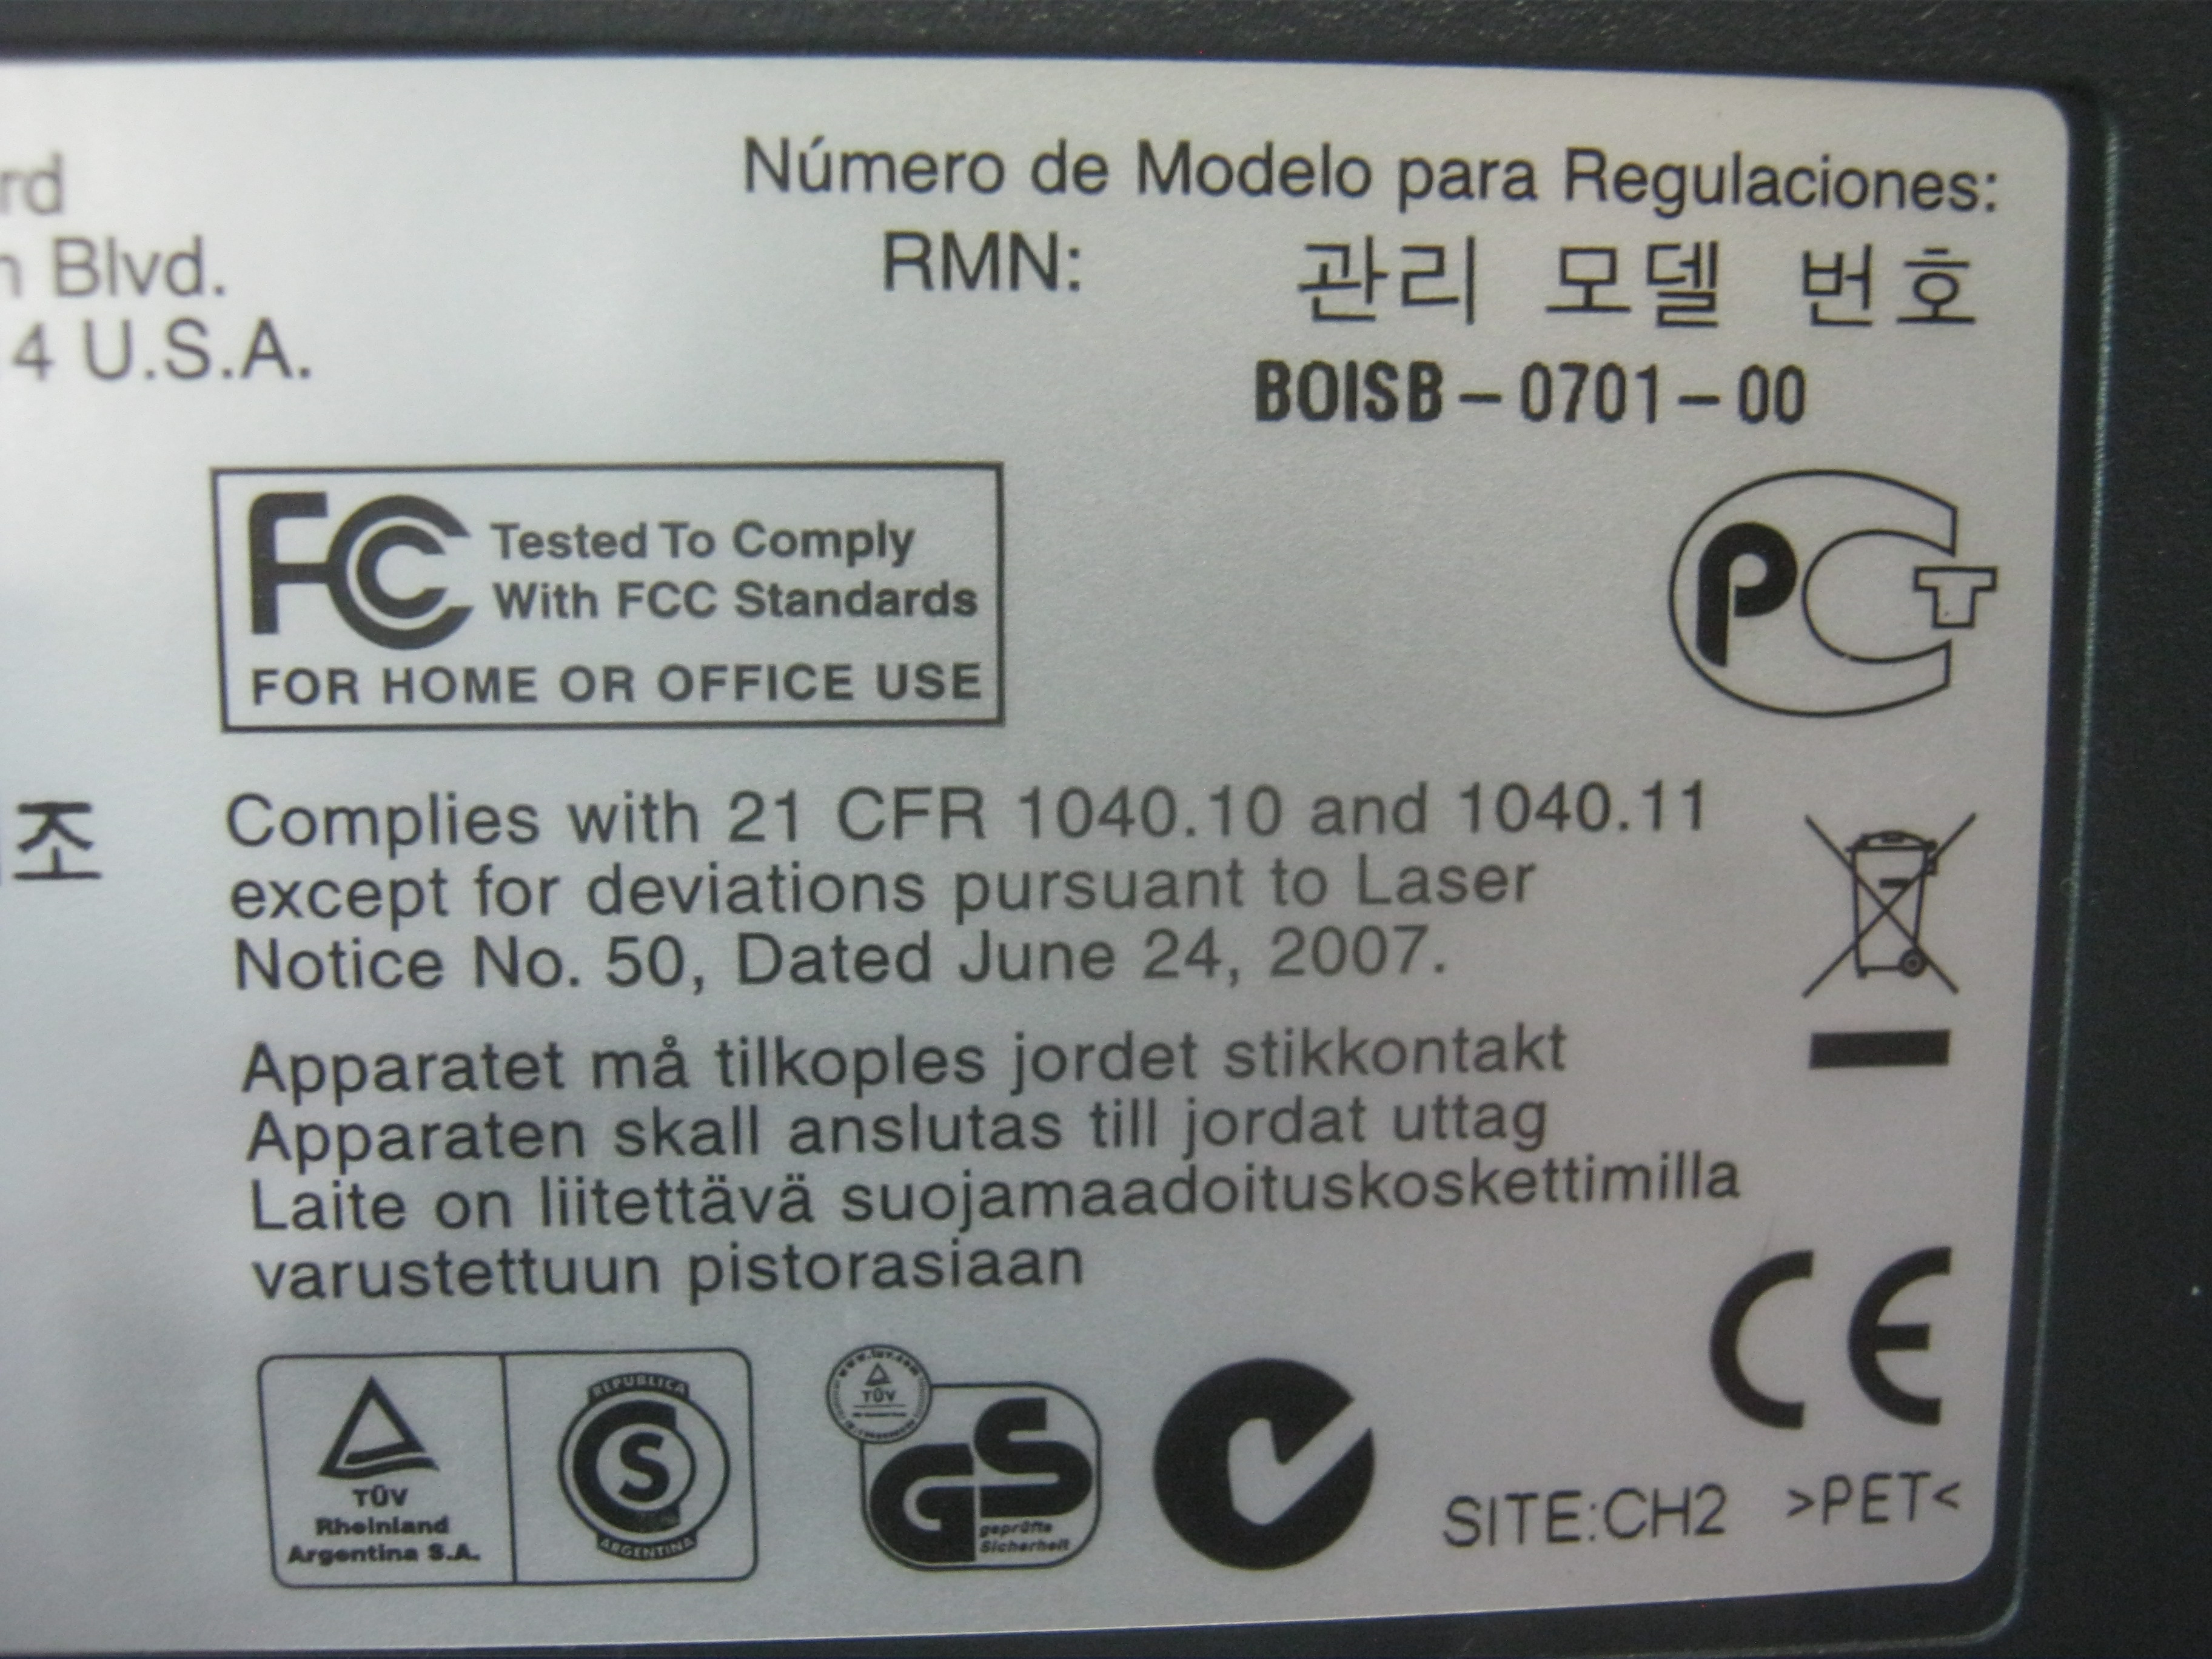 rd
Blvd.
4 U.S.A.
Número de Modelo para Regulaciones:
RMN: 관리 모델 번호
BOISB-0701-00
FC Tested To Comply
With FCC Standards
FOR HOME OR OFFICE USE
PCT
조
Complies with 21 CFR 1040.10 and 1040.11
except for deviations pursuant to Laser
Notice No. 50, Dated June 24, 2007.
Apparatet må tilkoples jordet stikkontakt
Apparaten skall anslutas till jordat uttag
Laite on liitettävä suojamaadoituskoskettimilla
varustettuun pistorasiaan
CE
TÜV
Rheinland
Argentina S.A.
REPUBLICA
S
ARGENTINA
www.tuv.com
TÜV
GS
geprüfte
Sicherheit
SITE:CH2 >PET<